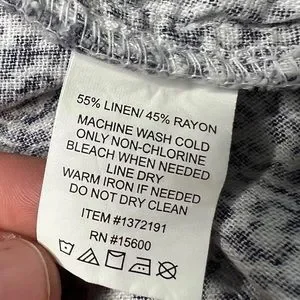 55% LINEN/ 45% RAYON
MACHINE WASH COLD
ONLY NON-CHLORINE
BLEACH WHEN NEEDED
LINE DRY
WARM IRON IF NEEDED
DO NOT DRY CLEAN
ITEM #1372191
RN #15600